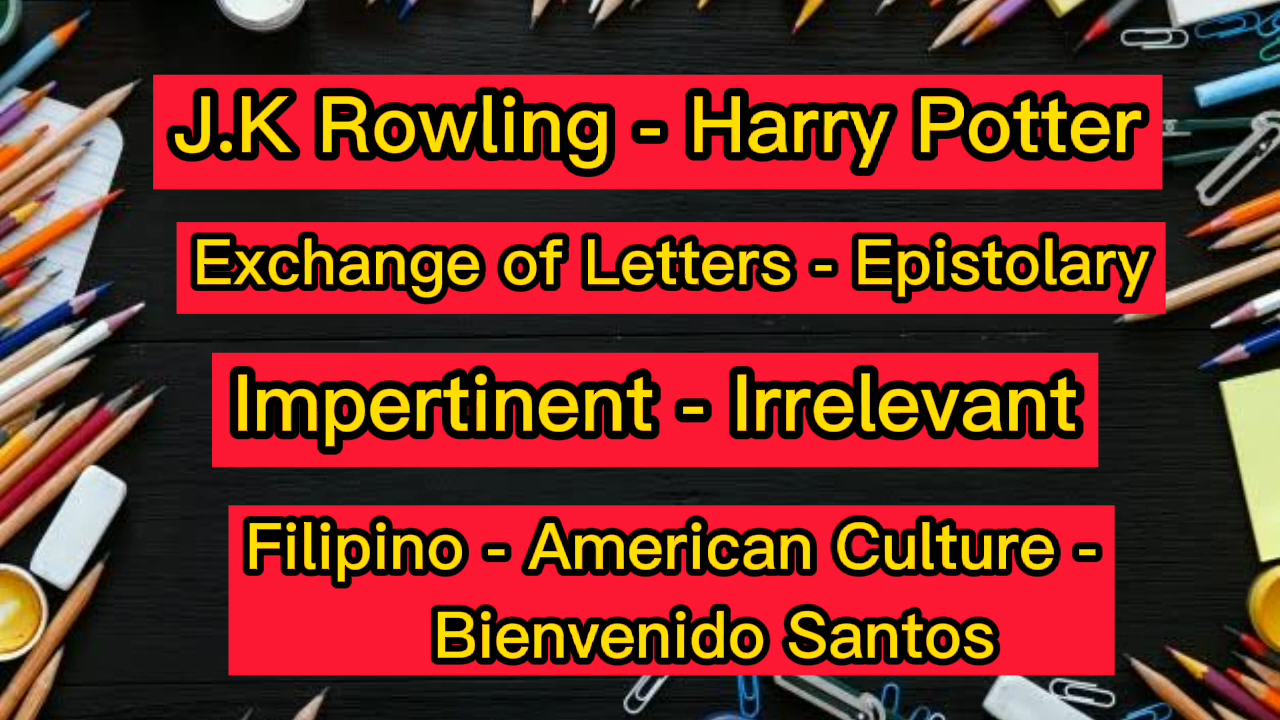 J.K Rowling - Harry Potter
Exchange of Letters - Epistolary
Impertinent - Irrelevant
Filipino - American Culture -
Bienvenido Santos